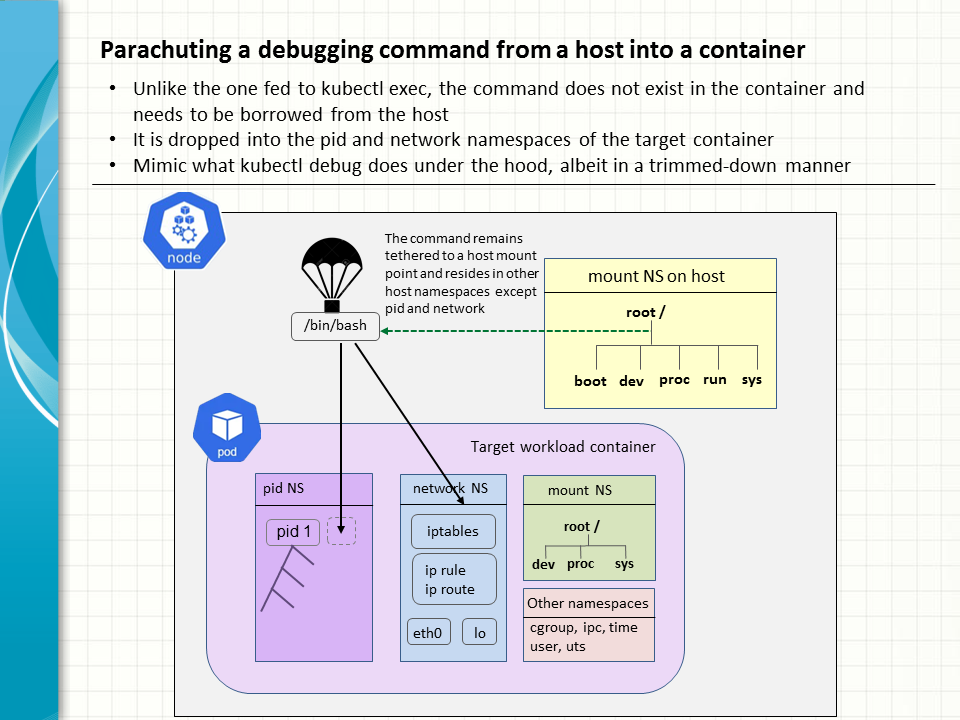 Parachuting a debugging command from a host into a container
• Unlike the one fed to kubectl exec, the command does not exist in the container and
needs to be borrowed from the host
• It is dropped into the pid and network namespaces of the target container
• Mimic what kubectl debug does under the hood, albeit in a trimmed-down manner
node
The command remains
tethered to a host mount
point and resides in other
host namespaces except
pid and network
/bin/bash
mount NS on host
root /
boot dev proc run sys
pod
Target workload container
pid NS
pid 1
network NS
iptables
ip rule
ip route
eth0 lo
mount NS
root /
dev proc sys
Other namespaces
cgroup, ipc, time
user, uts